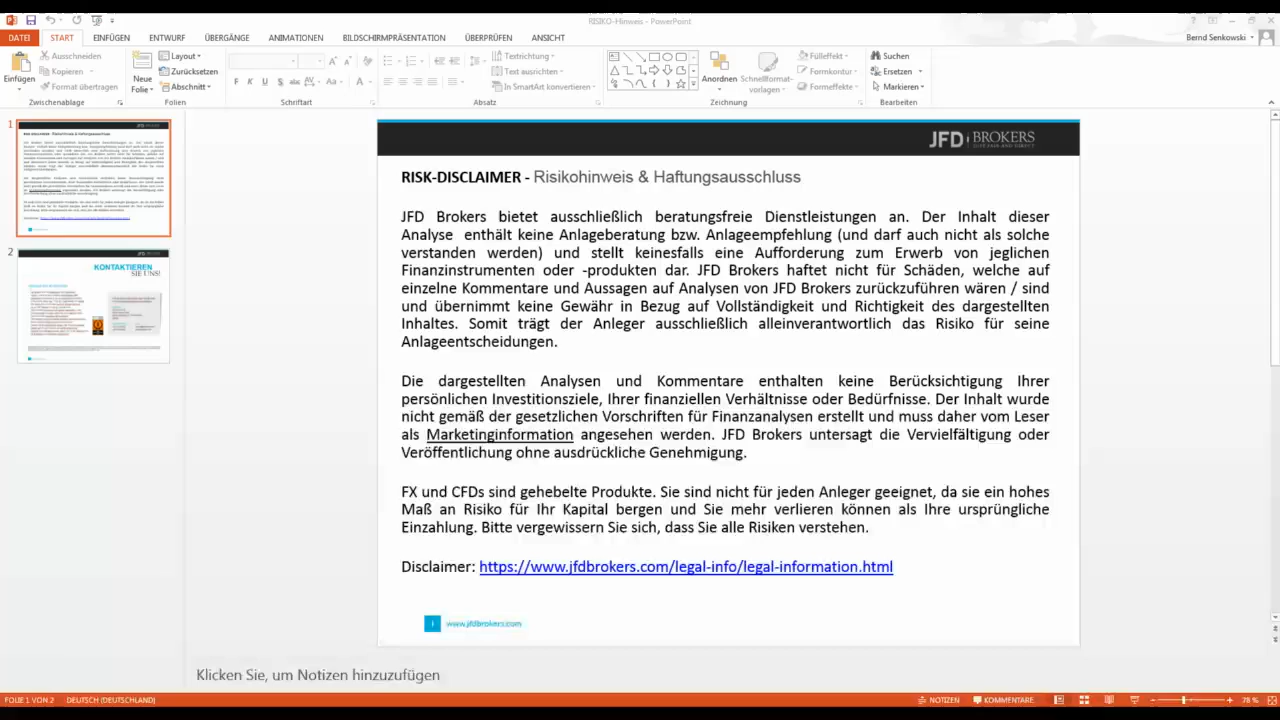 RISIKO-Hinweis - PowerPoint
DATEI START EINFÜGEN ENTWURF ÜBERGÄNGE ANIMATIONEN BILDSCHIRMPRÄSENTATION ÜBERPRÜFEN ANSICHT
Bernd Senkowski
Einfügen
Ausschneiden
Kopieren
Format übertragen
Zwischenablage
Neue
Folie
Layout
Zurücksetzen
Abschnitt
Folien
F K U S abc AV Aa A
Schriftart
Textrichtung
Text ausrichten
In SmartArt konvertieren
Absatz
Anordnen
Schnellformat-
vorlagen
Fülleffekt
Formkontur
Formeffekte
Zeichnung
Suchen
Ersetzen
Markieren
Bearbeiten
1
2
KONTAKTIEREN
SIE UNS!
JFD BROKERS
RISK-DISCLAIMER - Risikohinweis & Haftungsausschluss
JFD Brokers bietet ausschließlich beratungsfreie Dienstleistungen an. Der Inhalt dieser
Analyse enthält keine Anlageberatung bzw. Anlageempfehlung (und darf auch nicht als solche
verstanden werden) und stellt keinesfalls eine Aufforderung zum Erwerb von jeglichen
Finanzinstrumenten oder -produkten dar. JFD Brokers haftet nicht für Schäden, welche auf
einzelne Kommentare und Aussagen auf Analysen von JFD Brokers zurückzuführen wären / sind
und übernimmt keine Gewähr in Bezug auf Vollständigkeit und Richtigkeit des dargestellten
Inhaltes. Somit trägt der Anleger ausschließlich alleinverantwortlich das Risiko für seine
Anlageentscheidungen.
Die dargestellten Analysen und Kommentare enthalten keine Berücksichtigung Ihrer
persönlichen Investitionsziele, Ihrer finanziellen Verhältnisse oder Bedürfnisse. Der Inhalt wurde
nicht gemäß der gesetzlichen Vorschriften für Finanzanalysen erstellt und muss daher vom Leser
als Marketinginformation angesehen werden. JFD Brokers untersagt die Vervielfältigung oder
Veröffentlichung ohne ausdrückliche Genehmigung.
FX und CFDs sind gehebelte Produkte. Sie sind nicht für jeden Anleger geeignet, da sie ein hohes
Maß an Risiko für Ihr Kapital bergen und Sie mehr verlieren können als Ihre ursprüngliche
Einzahlung. Bitte vergewissern Sie sich, dass Sie alle Risiken verstehen.
Disclaimer: https://www.jfdbrokers.com/legal-info/legal-information.html
www.jfdbrokers.com
Klicken Sie, um Notizen hinzuzufügen
FOLIE 1 VON 2 DEUTSCH (DEUTSCHLAND) NOTIZEN KOMMENTARE 78 %